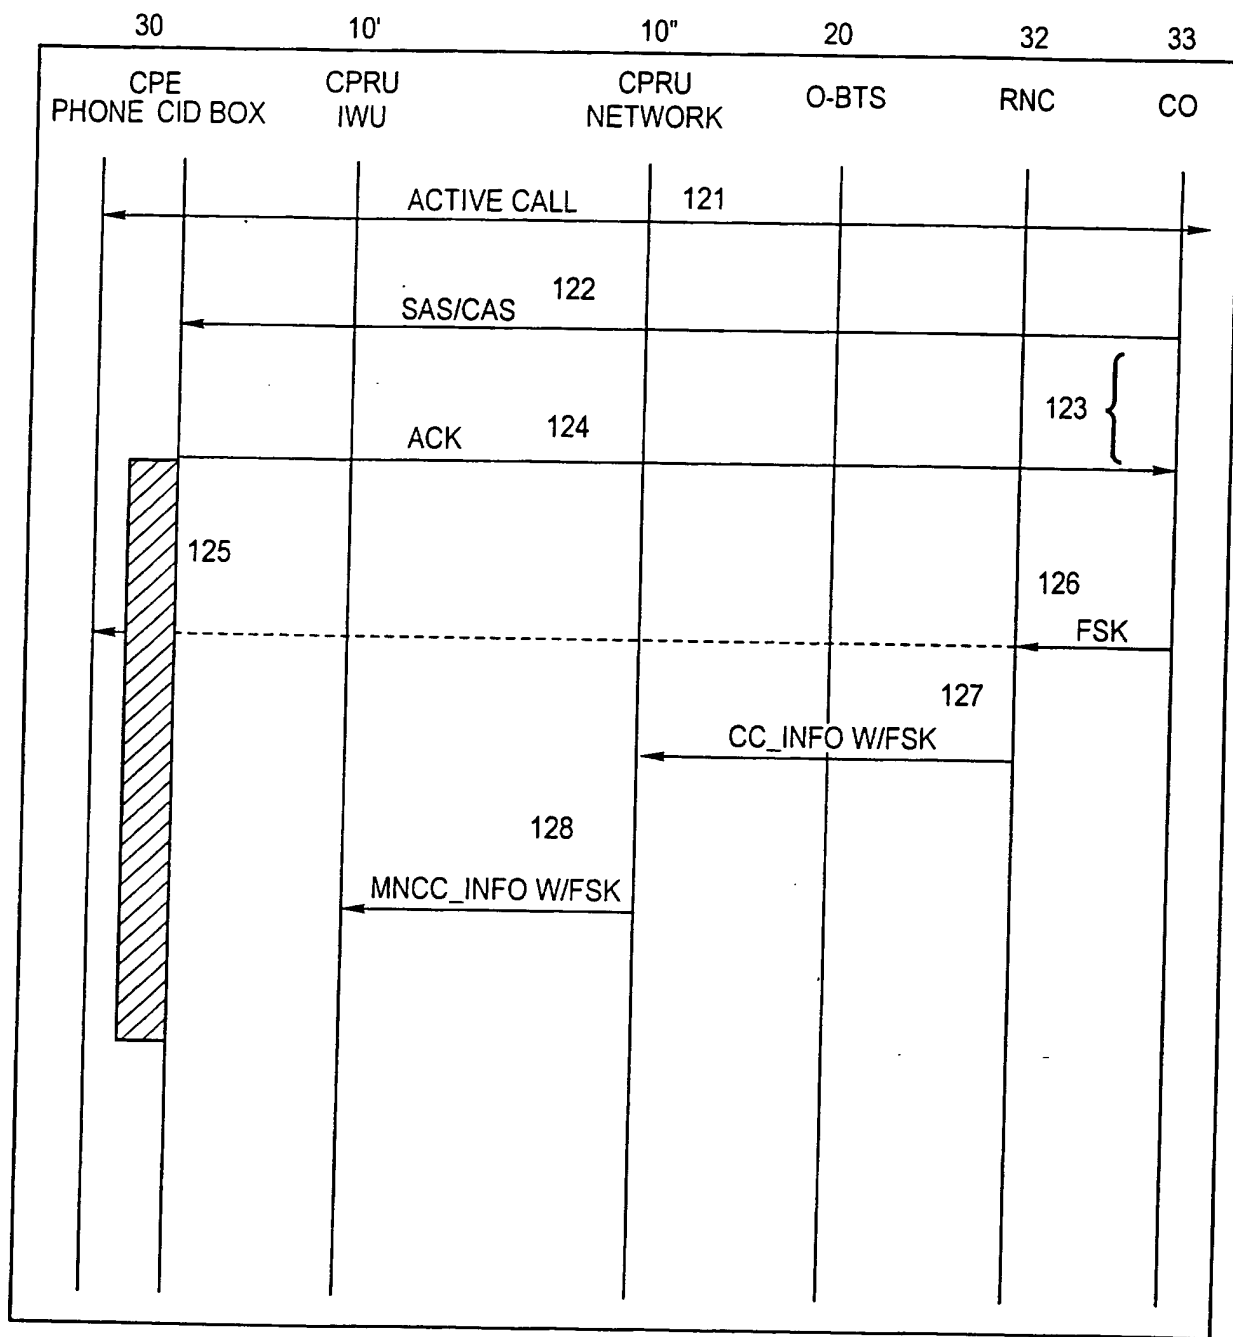 30 10' 10" 20 32 33
CPE CPRU CPRU O-BTS RNC CO
PHONE CID BOX IWU NETWORK
ACTIVE CALL 121
122
SAS/CAS
123
124
ACK
125
126
FSK
127
CC_INFO W/FSK
128
MNCC_INFO W/FSK